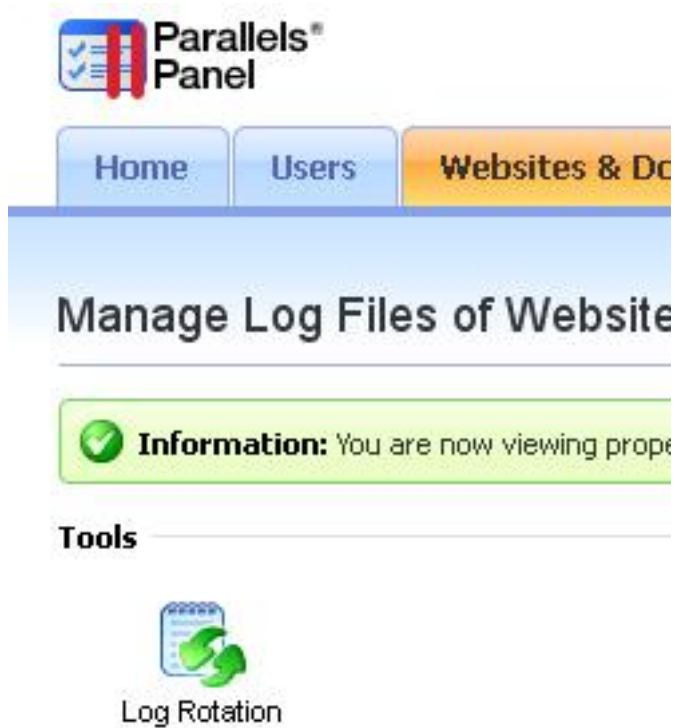 Parallels®
Panel
Home Users Websites & Do
Manage Log Files of Website
Information: You are now viewing prope
Tools
Log Rotation